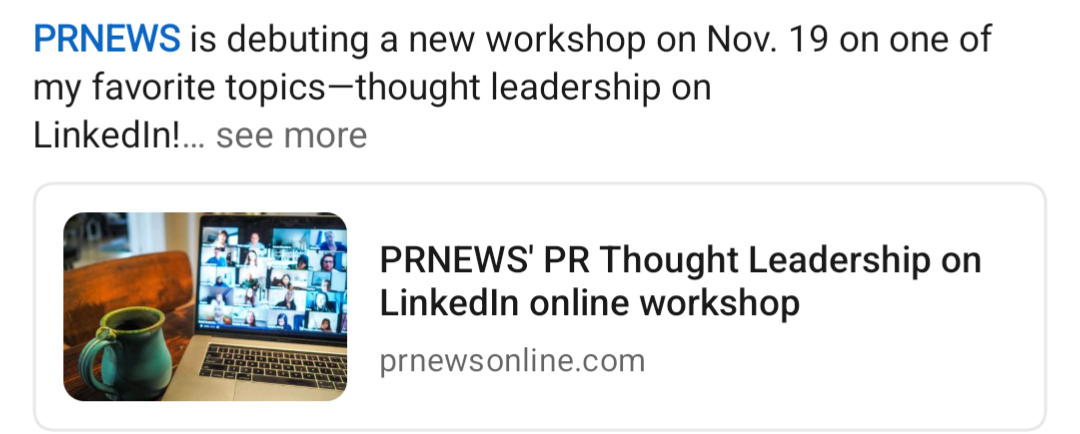 PRNEWS is debuting a new workshop on Nov. 19 on one of
my favorite topics—thought leadership on
LinkedIn!... see more
PRNEWS' PR Thought Leadership on
LinkedIn online workshop
prnewsonline.com